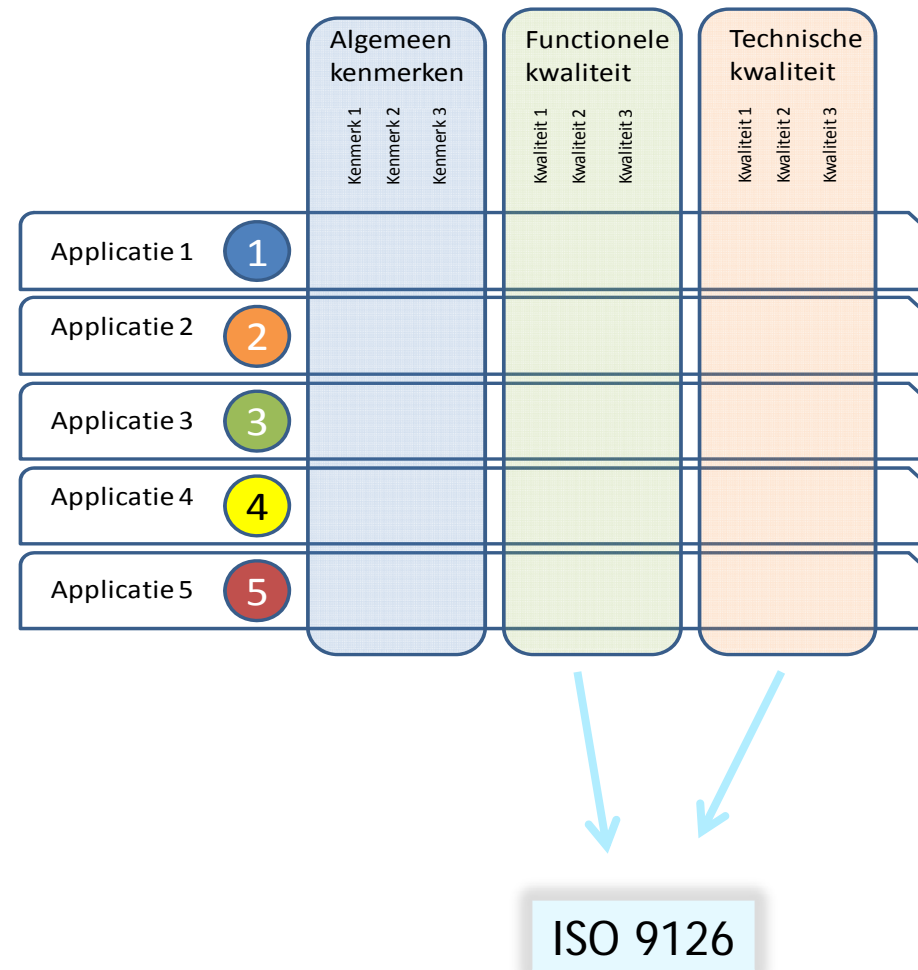 Algemeen
kenmerken
Functionele
kwaliteit
Technische
kwaliteit
Kenmerk 1
Kenmerk 2
Kenmerk 3
Kwaliteit 1
Kwaliteit 2
Kwaliteit 3
Kwaliteit 1
Kwaliteit 2
Kwaliteit 3
Applicatie 1
1
Applicatie 2
2
Applicatie 3
3
Applicatie 4
4
Applicatie 5
5
ISO 9126